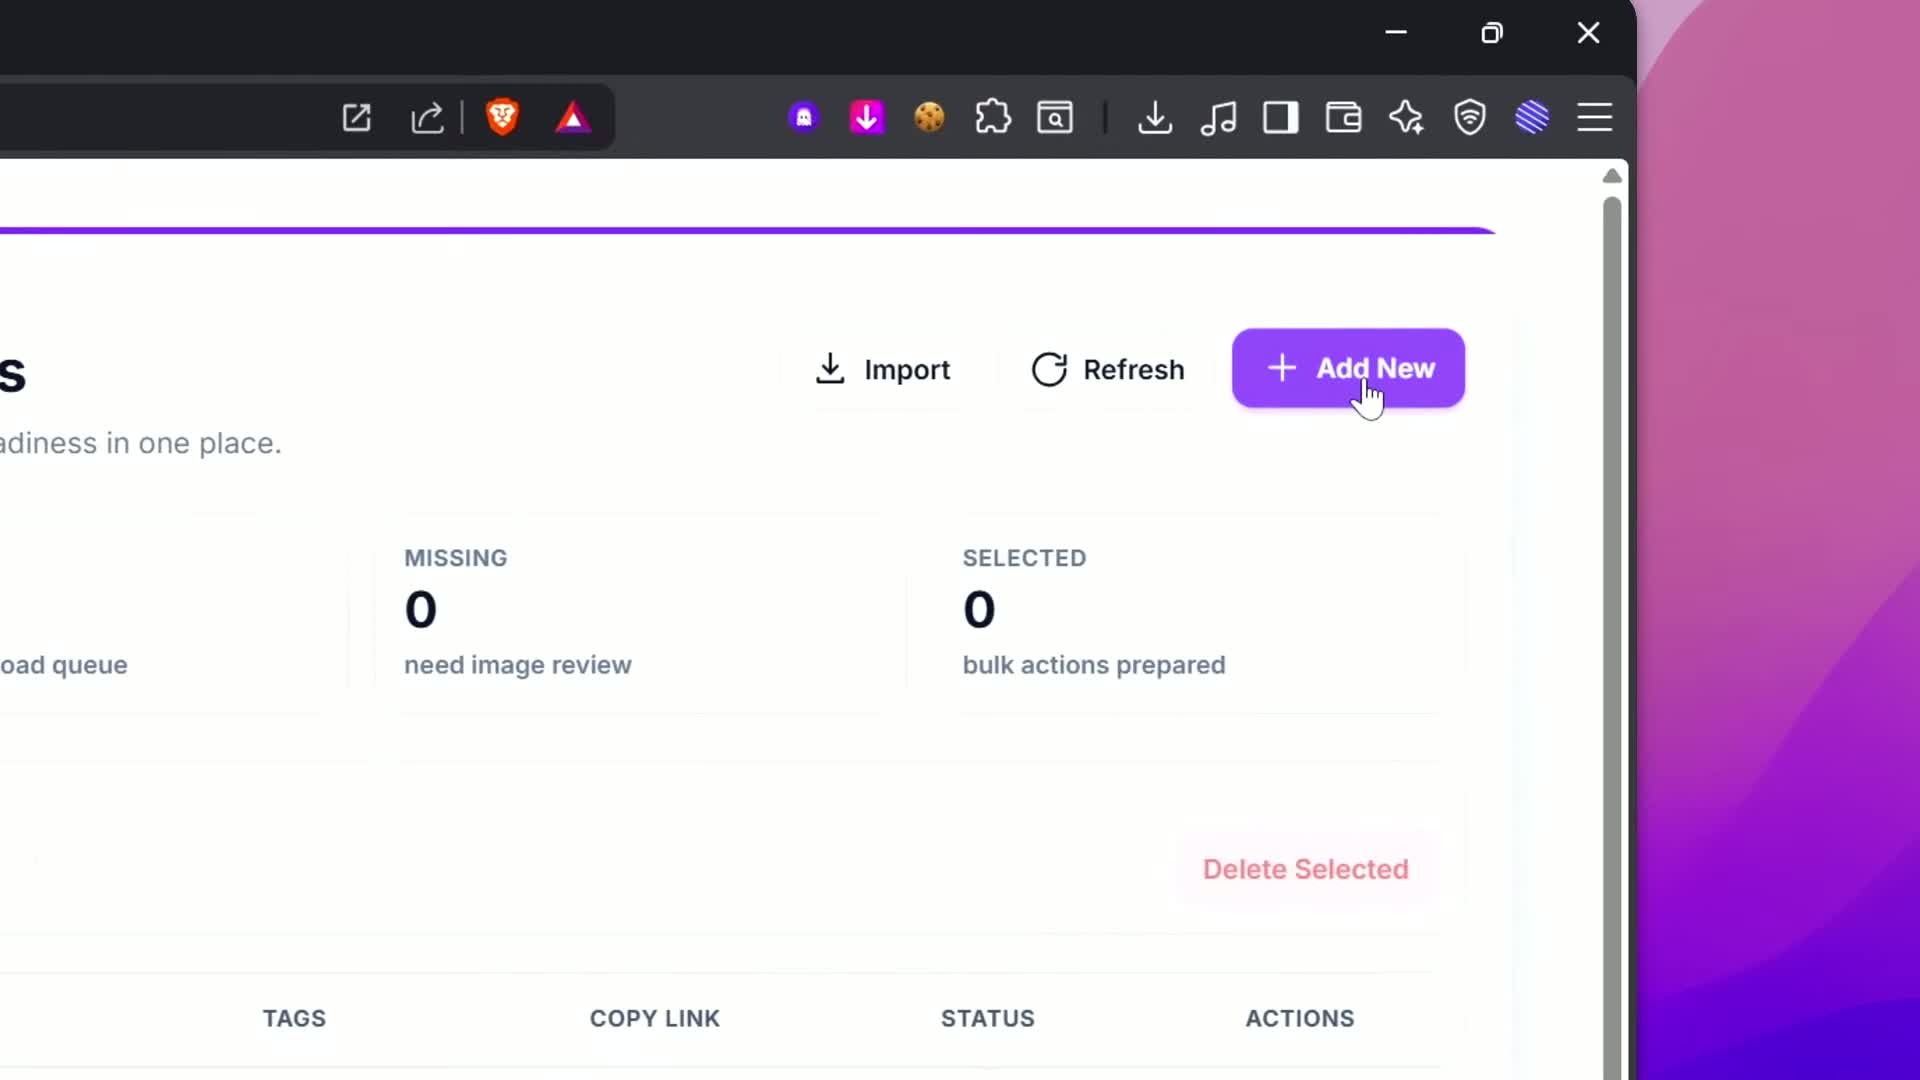 s
Import
Refresh
Add New
adiness in one place.
MISSING
SELECTED
0
0
oad queue
need image review
bulk actions prepared
Delete Selected
TAGS
COPY LINK
STATUS
ACTIONS